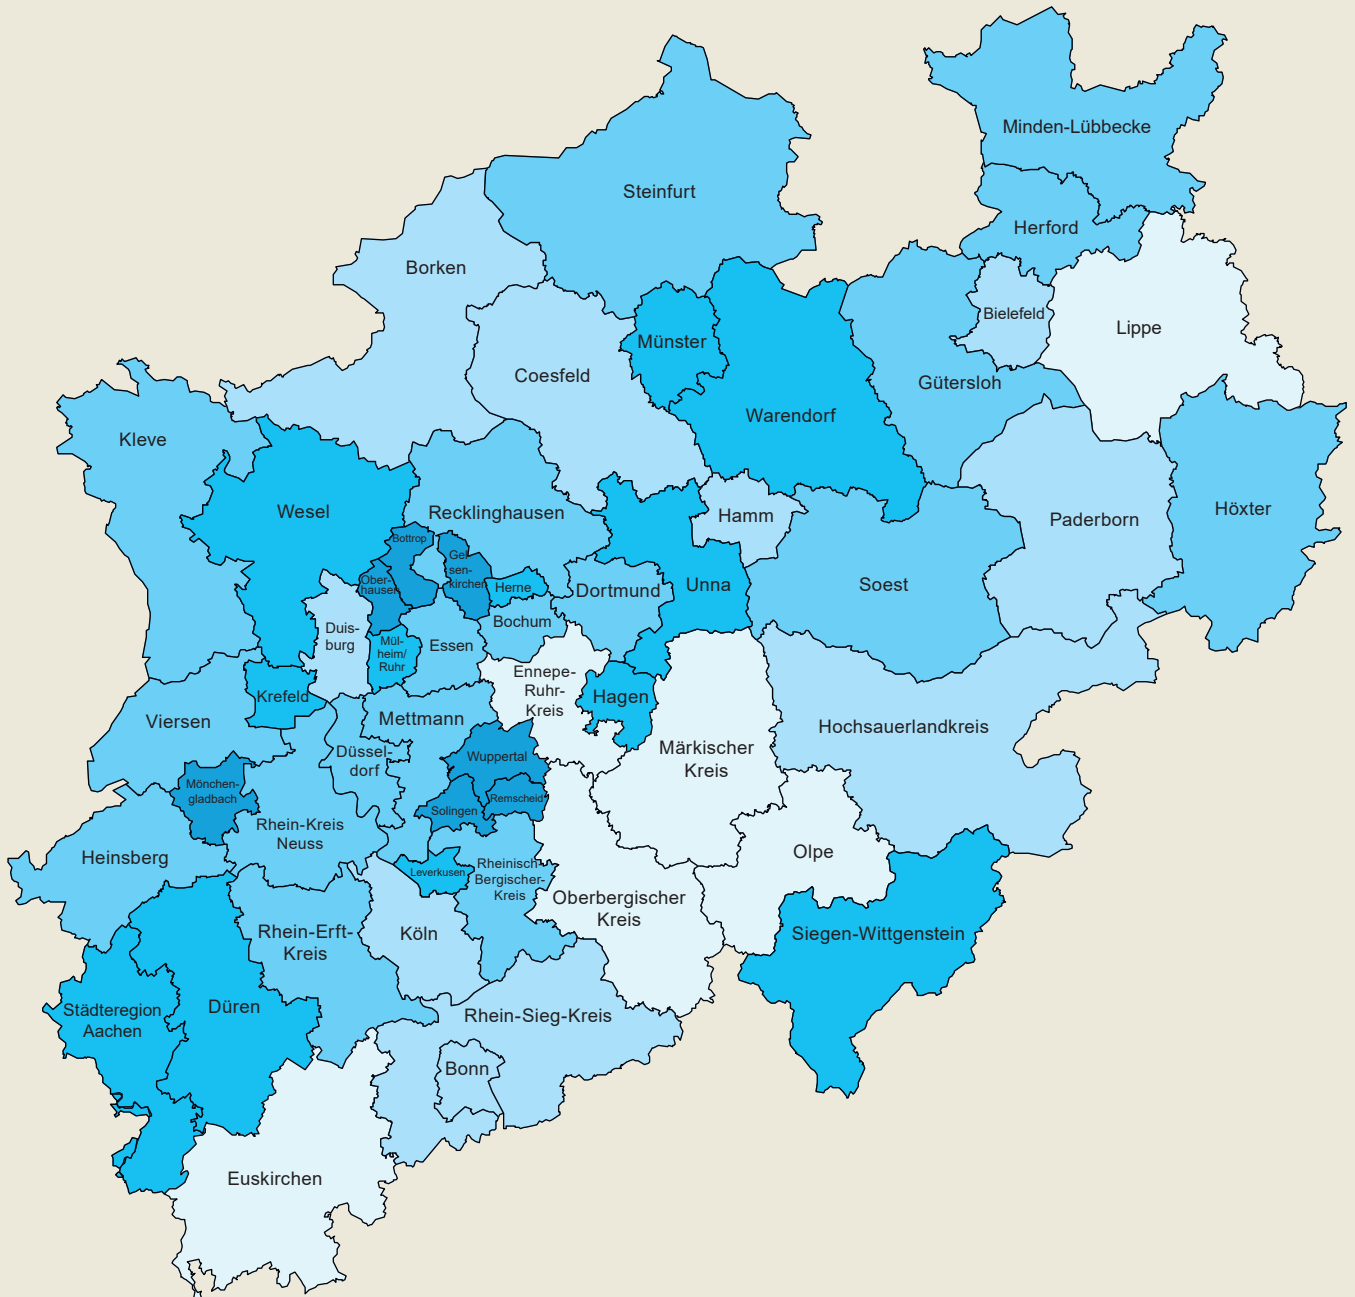 Minden-Lübbecke
Steinfurt
Herford
Borken
Bielefeld
Lippe
Münster
Coesfeld
Gütersloh
Warendorf
Kleve
Wesel
Recklinghausen
Hamm
Paderborn
Höxter
Bottrop
Gel-
sen-
kirchen
Ober-
hausen
Herne
Dortmund
Unna
Soest
Duis-
burg
Mül-
heim/
Ruhr
Essen
Bochum
Ennepe-
Ruhr-
Kreis
Hagen
Krefeld
Viersen
Mettmann
Düssel-
dorf
Wuppertal
Märkischer
Kreis
Hochsauerlandkreis
Mönchen-
gladbach
Solingen
Remscheid
Rhein-Kreis
Neuss
Heinsberg
Leverkusen
Rheinisch-
Bergischer-
Kreis
Olpe
Oberbergischer
Kreis
Rhein-Erft-
Kreis
Köln
Siegen-Wittgenstein
Städteregion
Aachen
Düren
Rhein-Sieg-Kreis
Bonn
Euskirchen